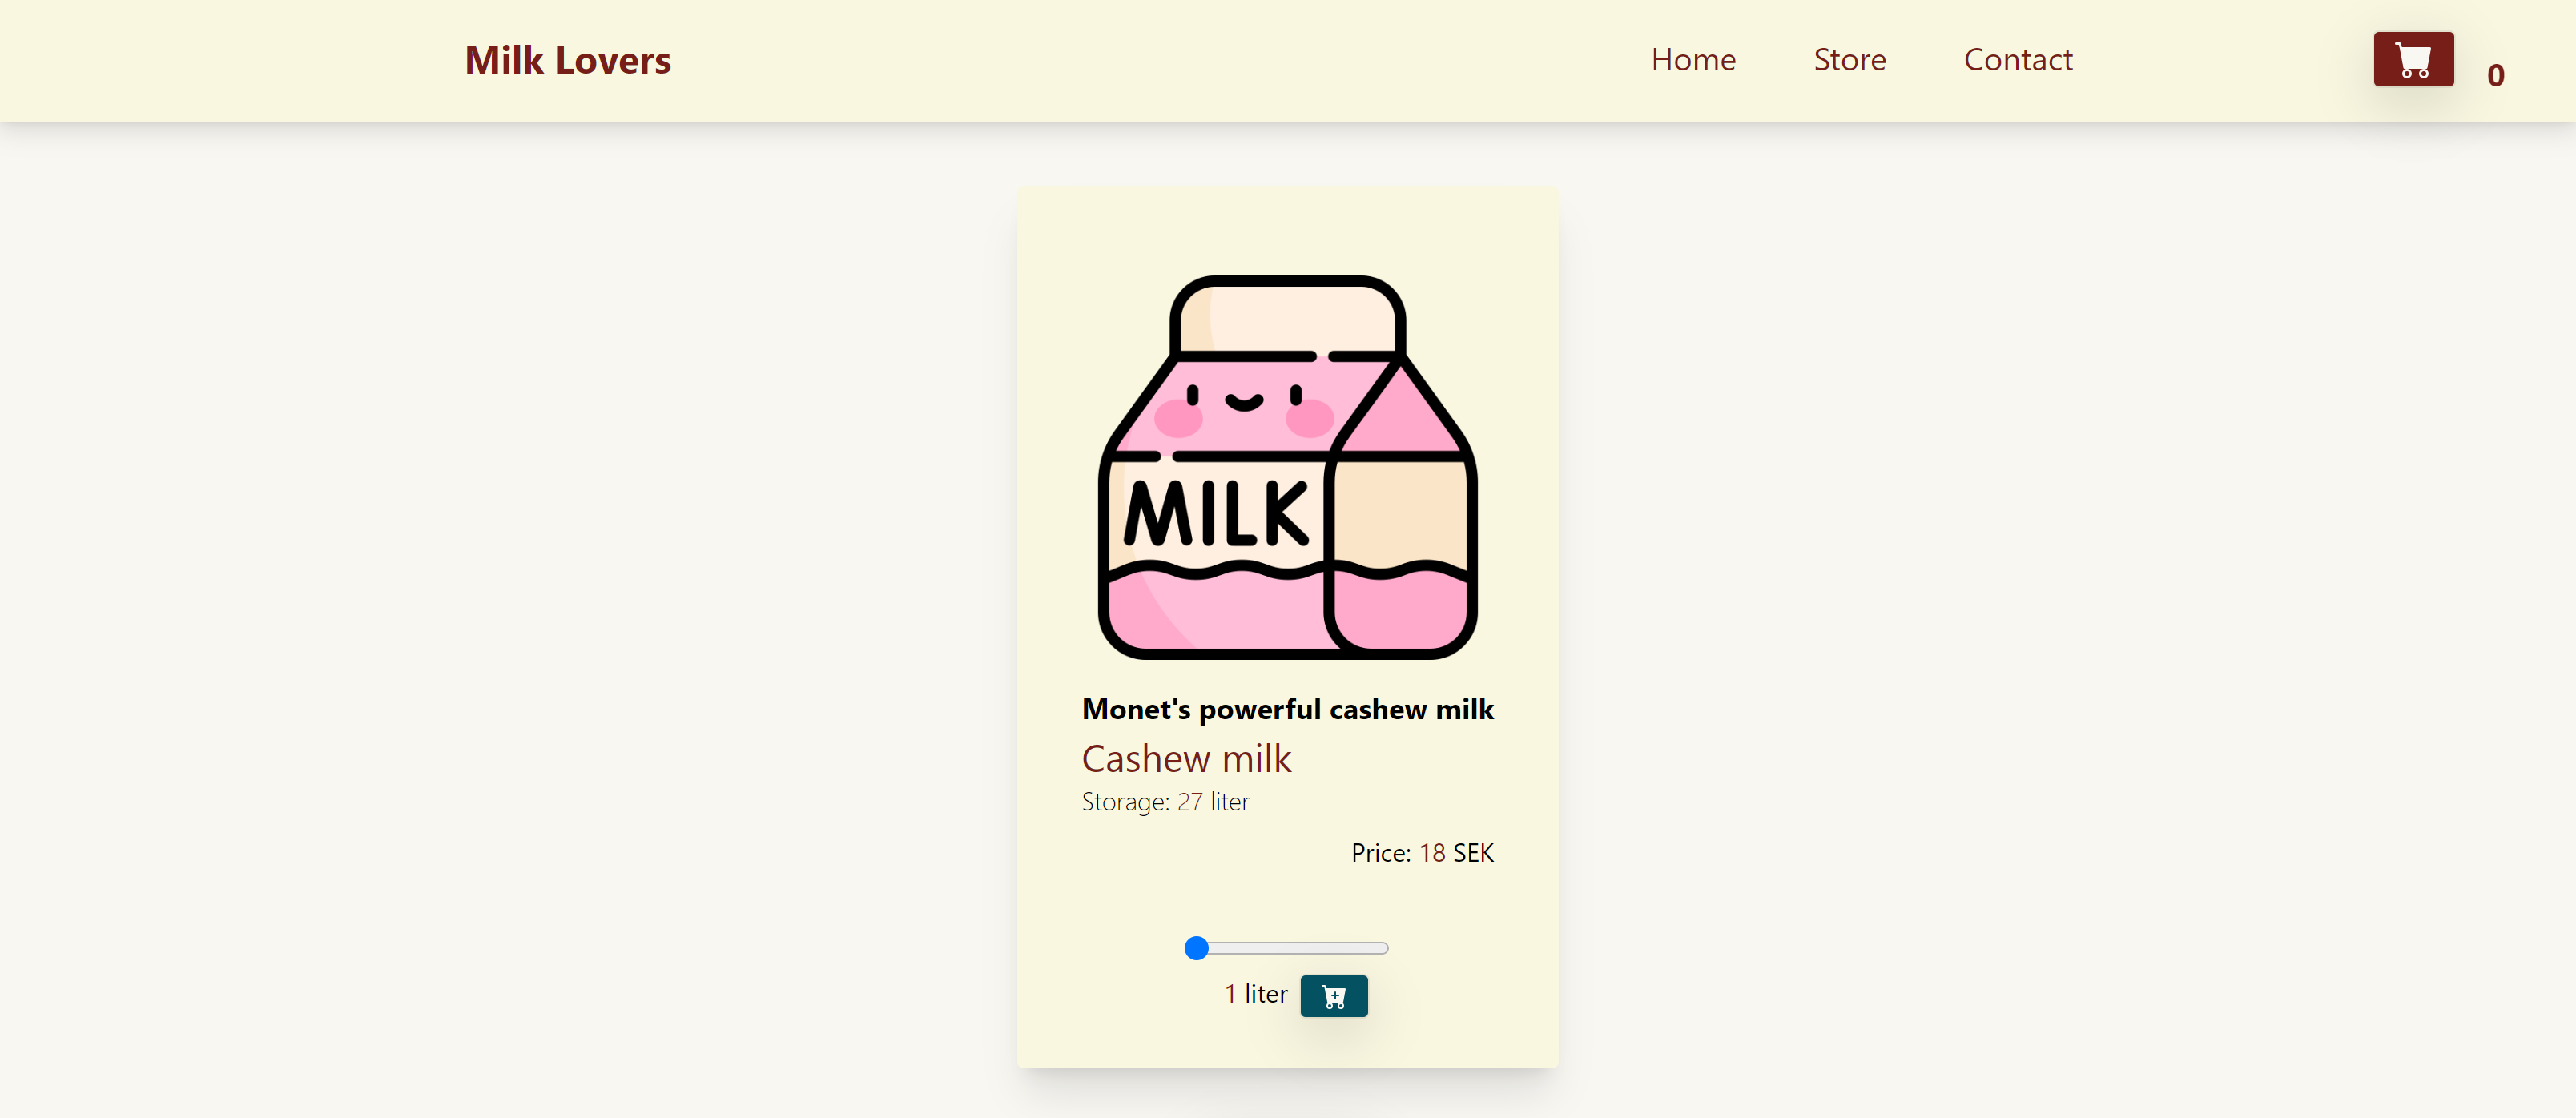 Milk Lovers Home Store Contact 0
MILK
Monet's powerful cashew milk
Cashew milk
Storage: 27 liter
Price: 18 SEK
1 liter